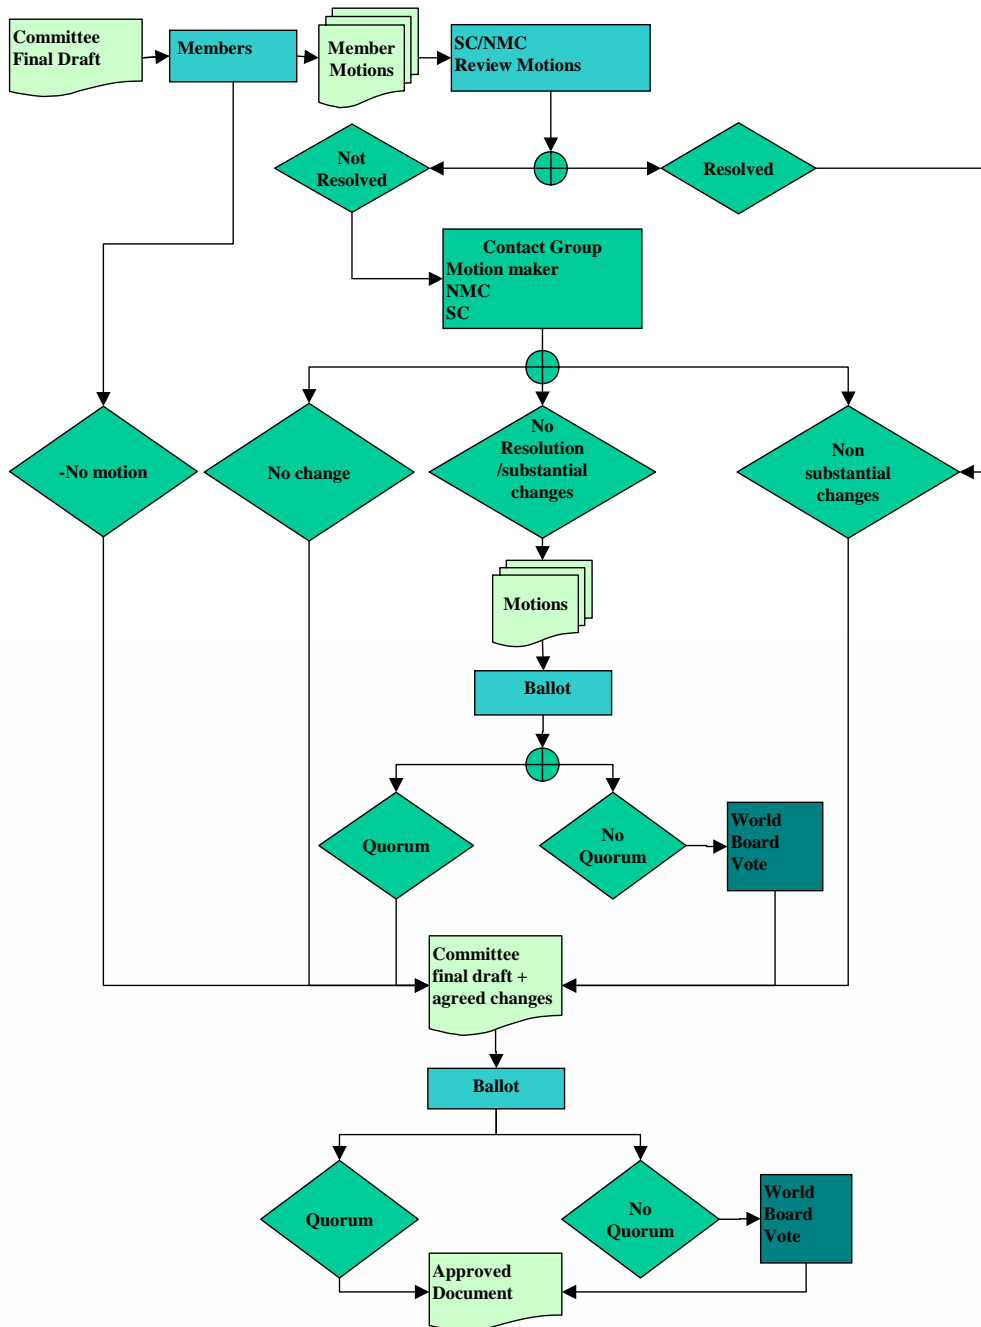 Committee
Final Draft
Members
Member
Motions
SC/NMC
Review Motions
Not
Resolved
Resolved
Contact Group
Motion maker
NMC
SC
-No motion
No change
No
Resolution
/substantial
changes
Non
substantial
changes
Motions
Ballot
Quorum
No
Quorum
World
Board
Vote
Committee
final draft +
agreed changes
Ballot
Quorum
No
Quorum
World
Board
Vote
Approved
Document